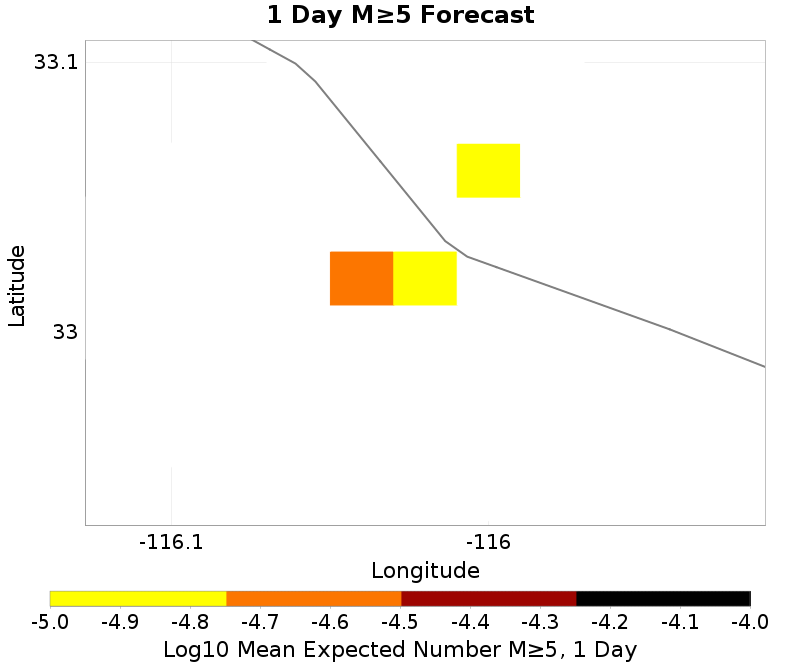 1 Day M≥5 Forecast
33.1
33
Latitude
-116.1
-116
Longitude
-5.0 -4.9 -4.8 -4.7 -4.6 -4.5 -4.4 -4.3 -4.2 -4.1 -4.0
Log10 Mean Expected Number M≥5, 1 Day